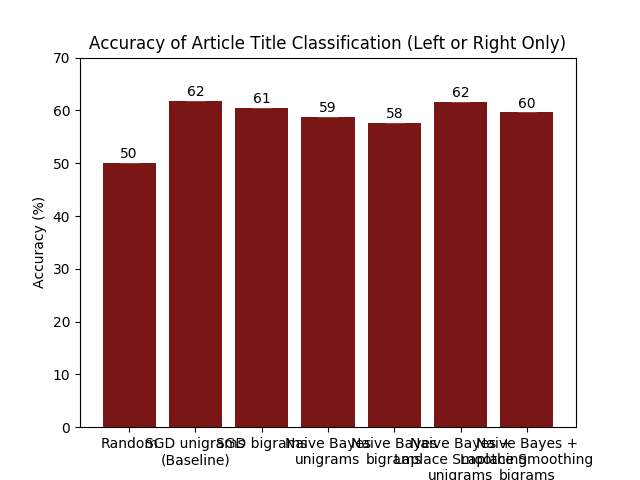 Accuracy of Article Title Classification (Left or Right Only)
70
60
50
40
30
20
10
0
Accuracy (%)
50
62
61
59
58
62
60
Random
SGD unigrams
(Baseline)
SGD bigrams
Naive Bayes
unigrams
Naive Bayes
bigrams
Naive Bayes +
Laplace Smoothing
unigrams
Naive Bayes +
Laplace Smoothing
bigrams